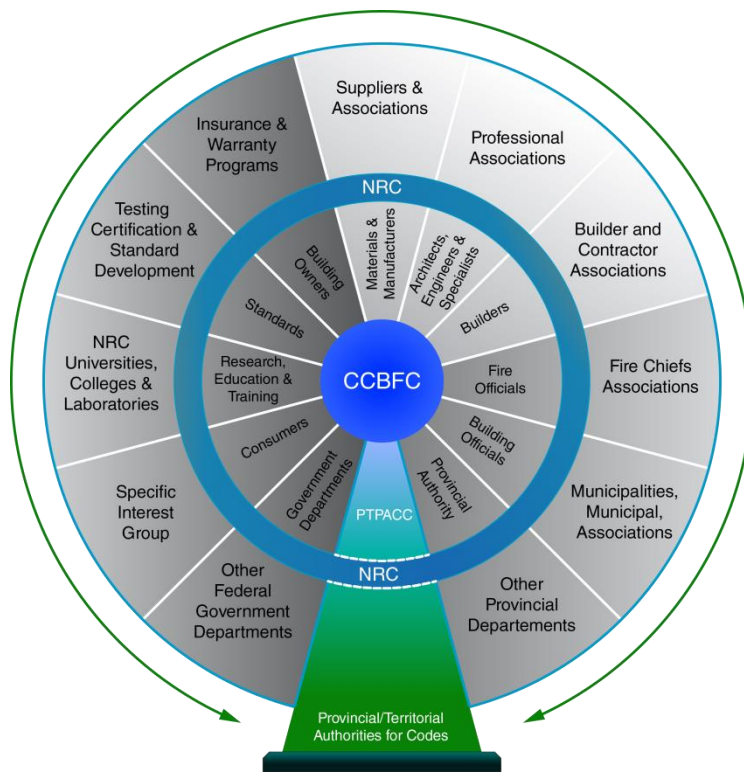 Suppliers &
Associations
Professional
Associations
Builder and
Contractor
Associations
Fire Chiefs
Associations
Municipalities,
Municipal,
Associations
Other
Provincial
Departements
Provincial/Territorial
Authorities for Codes
Other
Federal
Government
Departments
Specific
Interest
Group
NRC
Universities,
Colleges &
Laboratories
Testing
Certification &
Standard
Development
Insurance &
Warranty
Programs
NRC
Materials &
Manufacturers
Architects,
Engineers &
Specialists
Builders
Fire
Officials
Building
Officials
Provincial
Authority
PTPACC
NRC
Government
Departments
Consumers
Research,
Education &
Training
Standards
Building
Owners
CCBFC